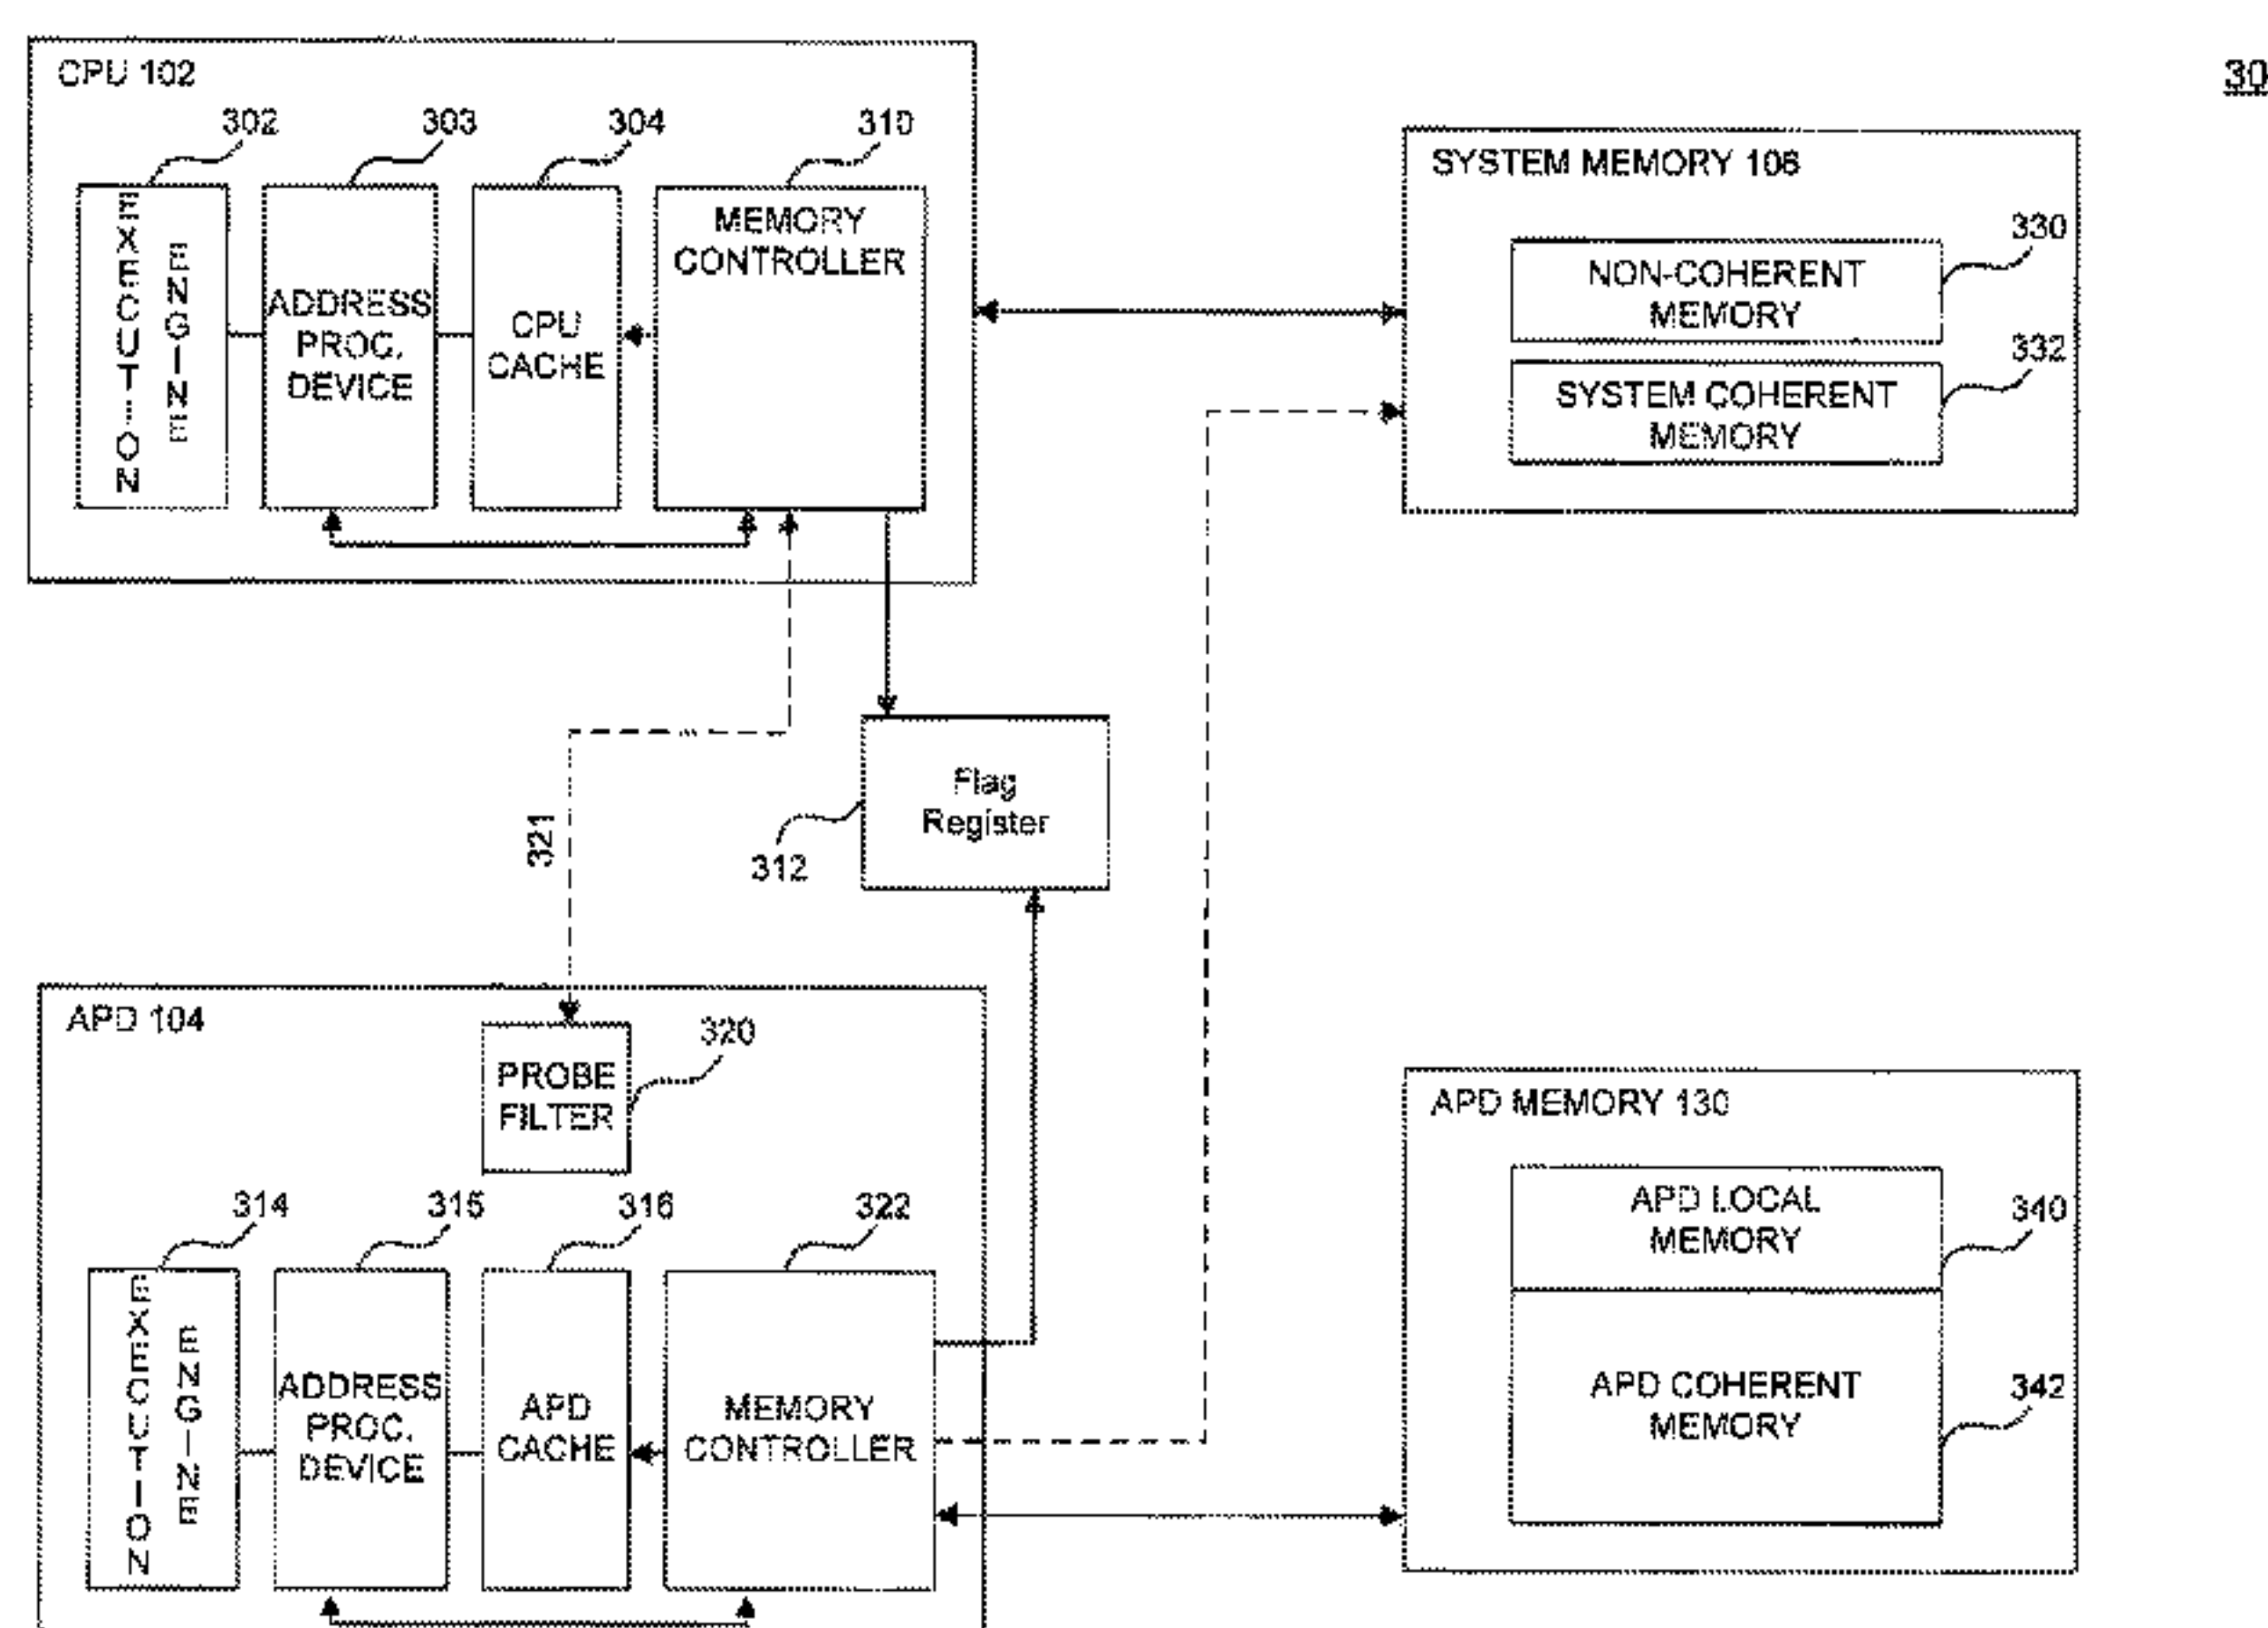 CPU 102
302
303
304
310
EXECUTION
ENGINE
ADDRESS
PROC.
DEVICE
CPU
CACHE
MEMORY
CONTROLLER
30
SYSTEM MEMORY 106
NON-COHERENT
MEMORY
330
SYSTEM COHERENT
MEMORY
332
321
Flag
Register
312
APD 104
PROBE
FILTER
320
314
315
316
322
EXECUTION
ENGINE
ADDRESS
PROC.
DEVICE
APD
CACHE
MEMORY
CONTROLLER
APD MEMORY 130
APD LOCAL
MEMORY
340
APD COHERENT
MEMORY
342